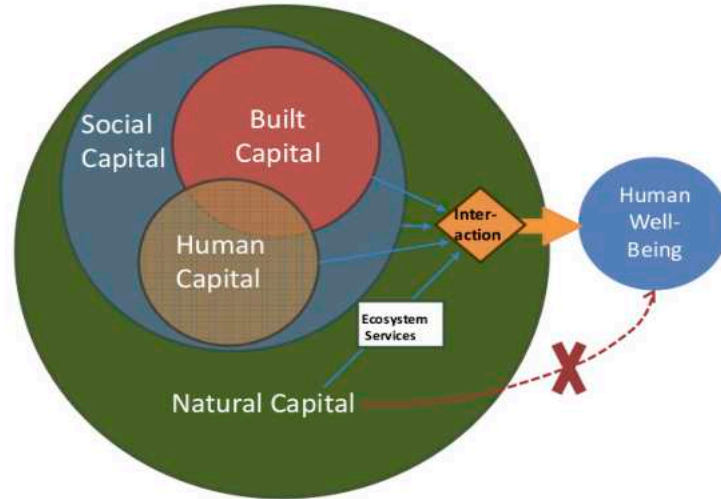 Social
Capital
Built
Capital
Human
Capital
Inter-
action
Human
Well-
Being
Ecosystem
Services
Natural Capital